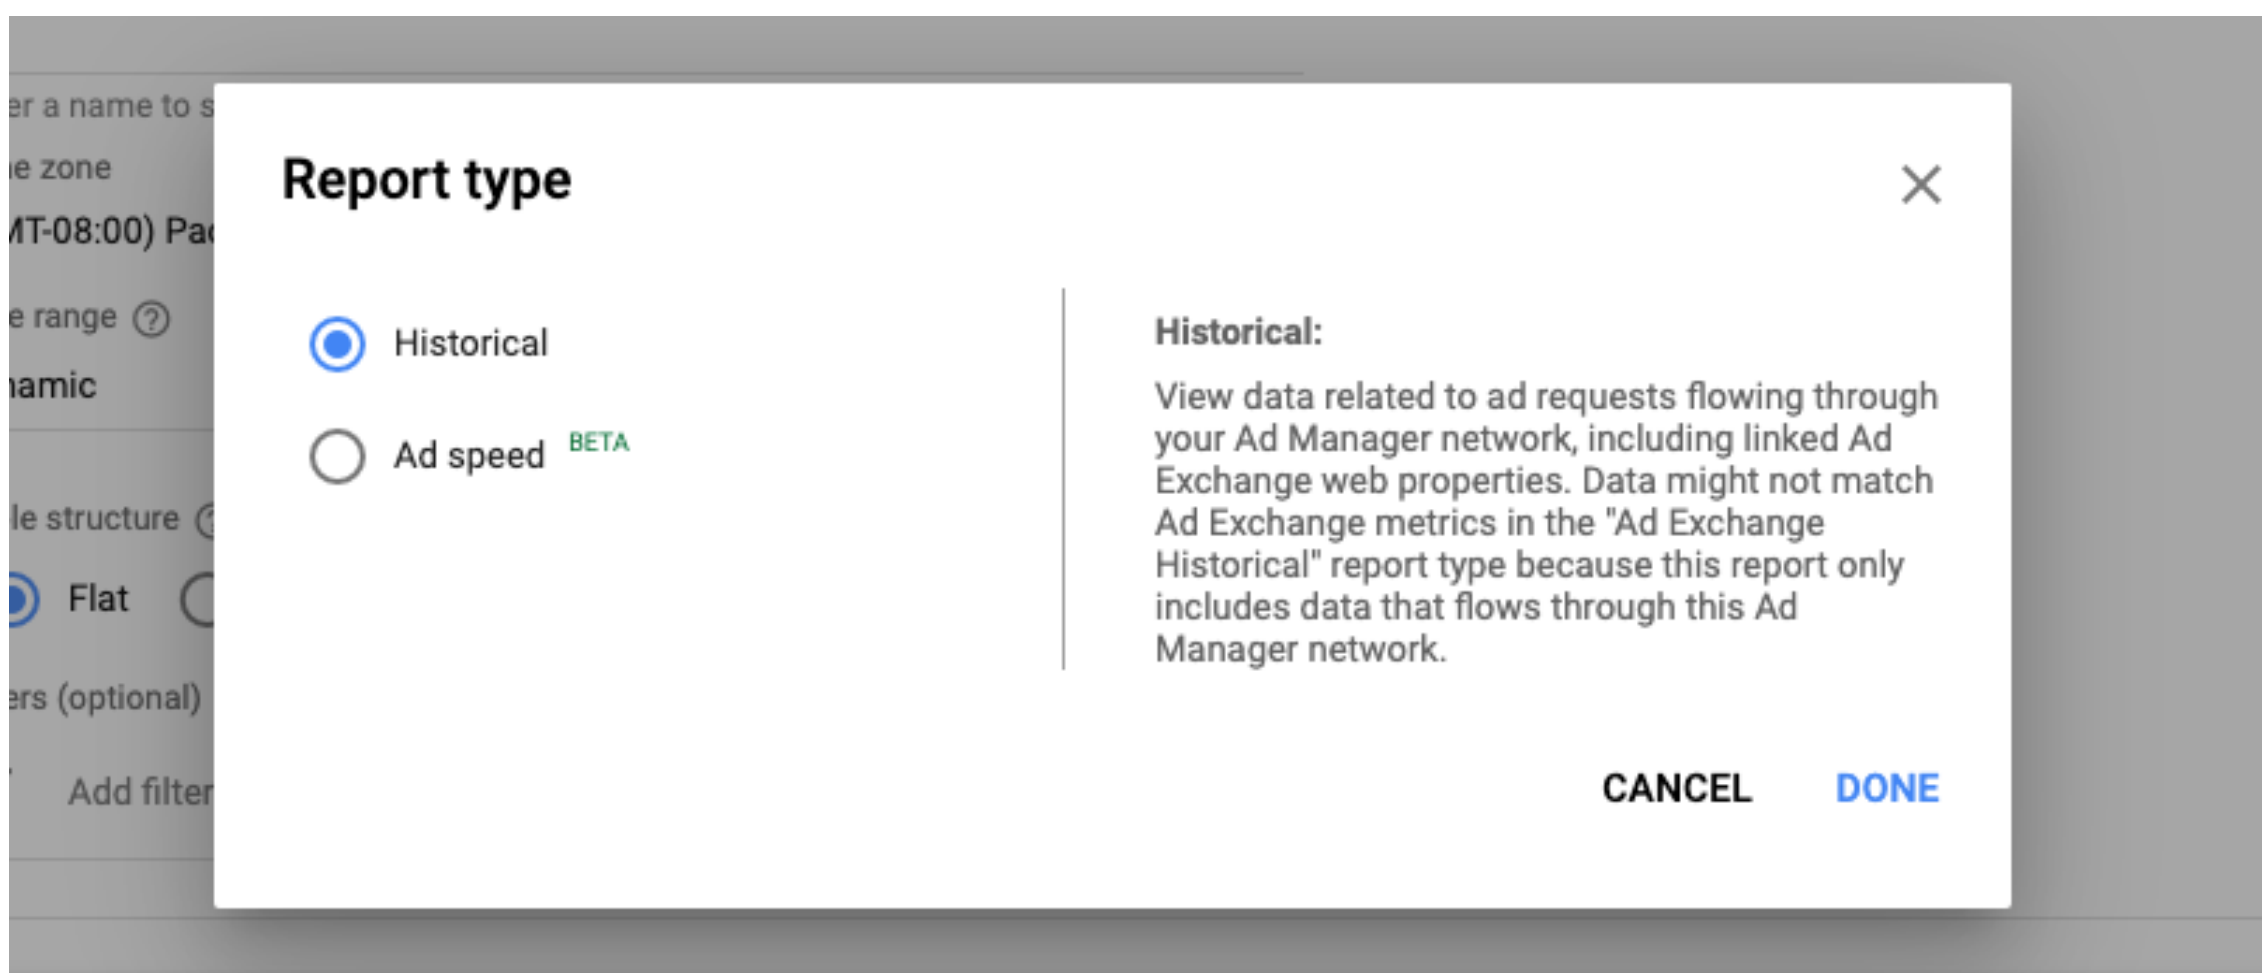 er a name to s
e zone
MT-08:00) Pac
e range
namic
le structure
Flat
ers (optional)
Add filter
Report type
Historical
Ad speed BETA
Historical:
View data related to ad requests flowing through
your Ad Manager network, including linked Ad
Exchange web properties. Data might not match
Ad Exchange metrics in the "Ad Exchange
Historical" report type because this report only
includes data that flows through this Ad
Manager network.
CANCEL DONE